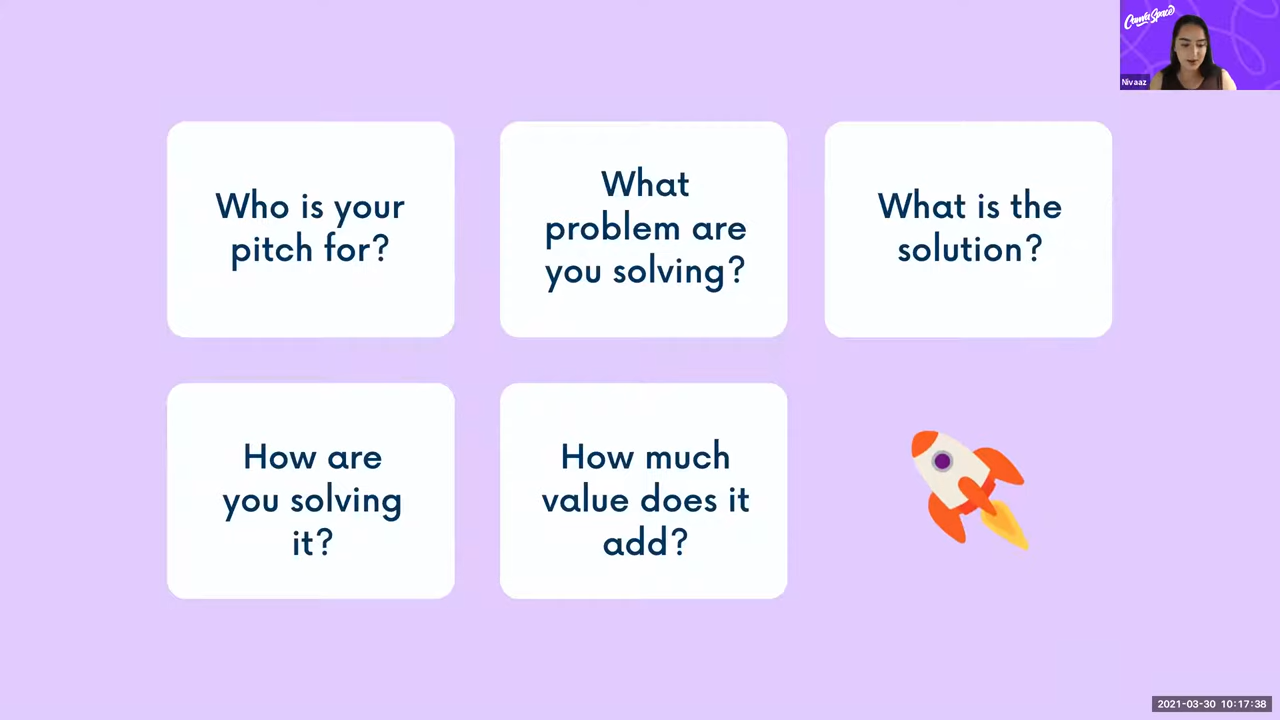 CanvaSpace
Nivaaz
Who is your
pitch for?
What
problem are
you solving?
What is the
solution?
How are
you solving
it?
How much
value does it
add?
2021-03-30 10:17:38